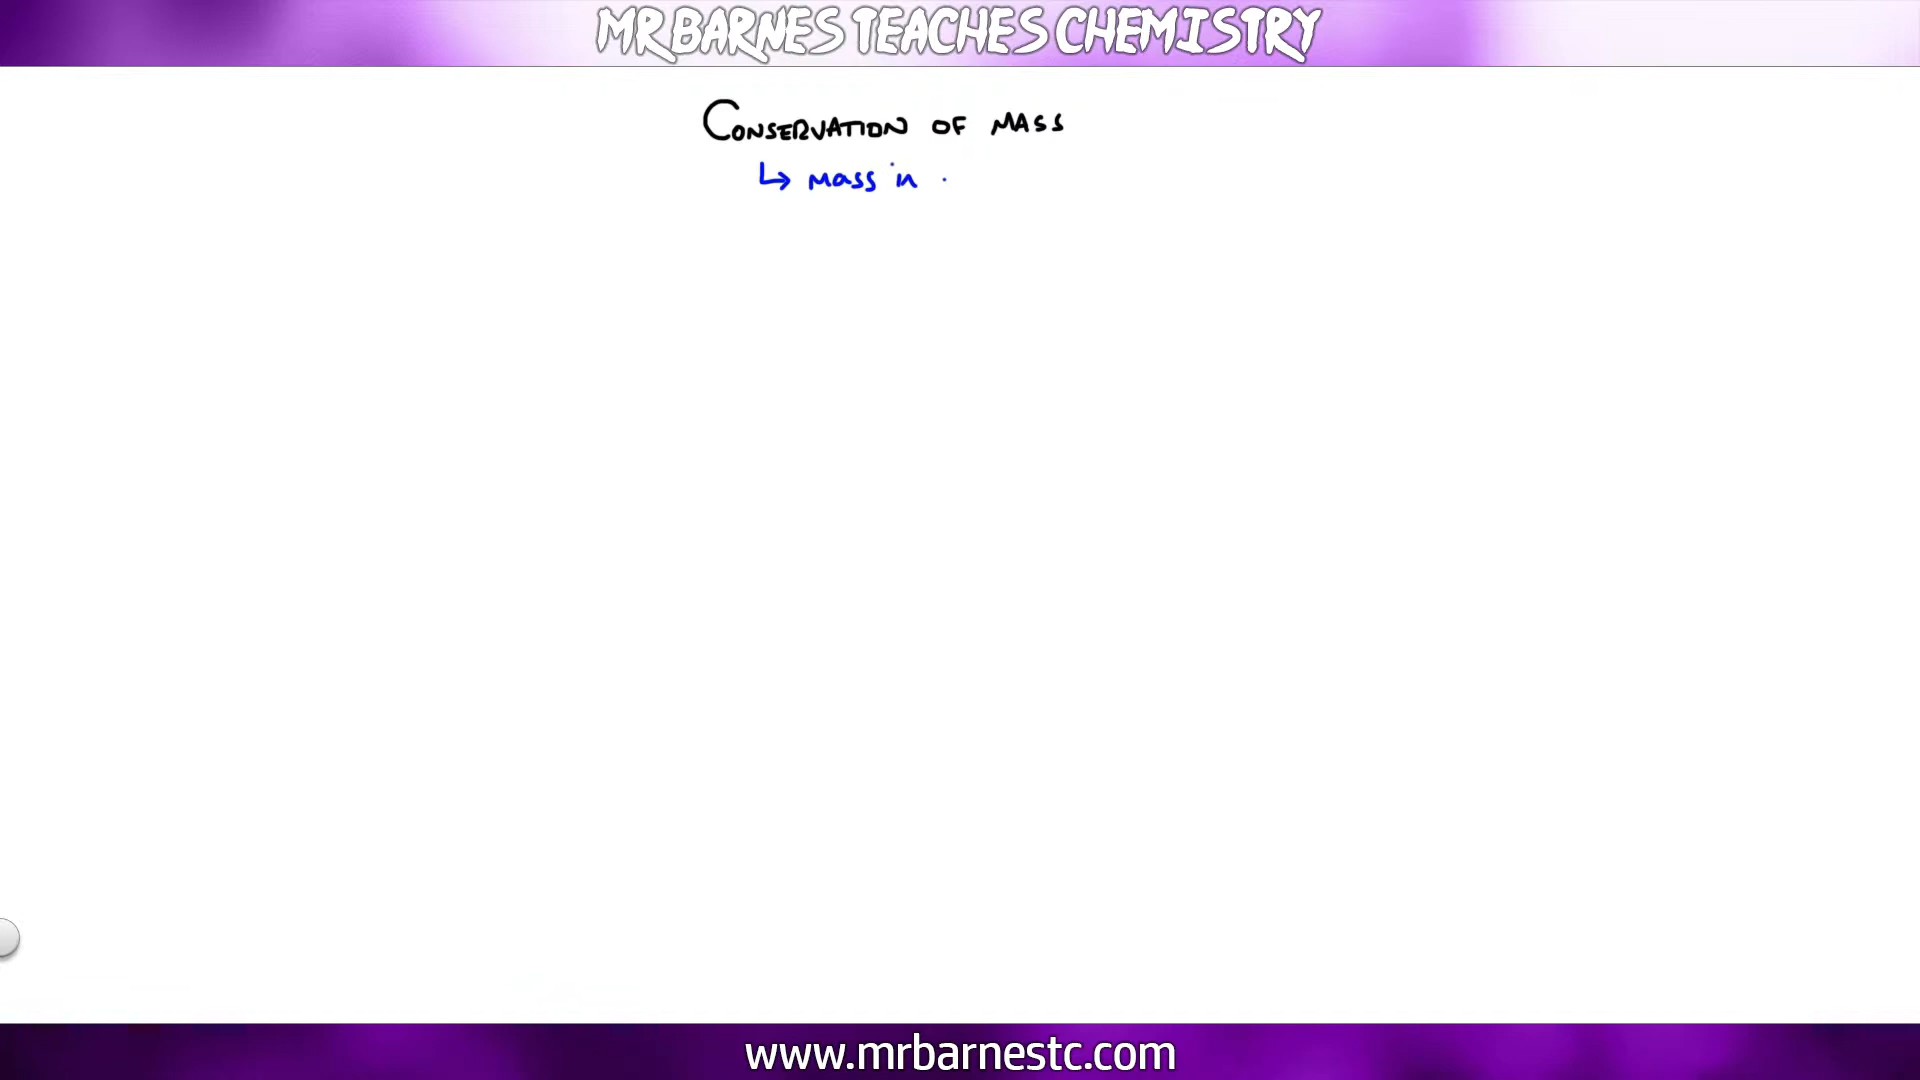 MR BARNES TEACHES CHEMISTRY
CONSERVATION OF MASS
↳ mass in
www.mrbarnestc.com